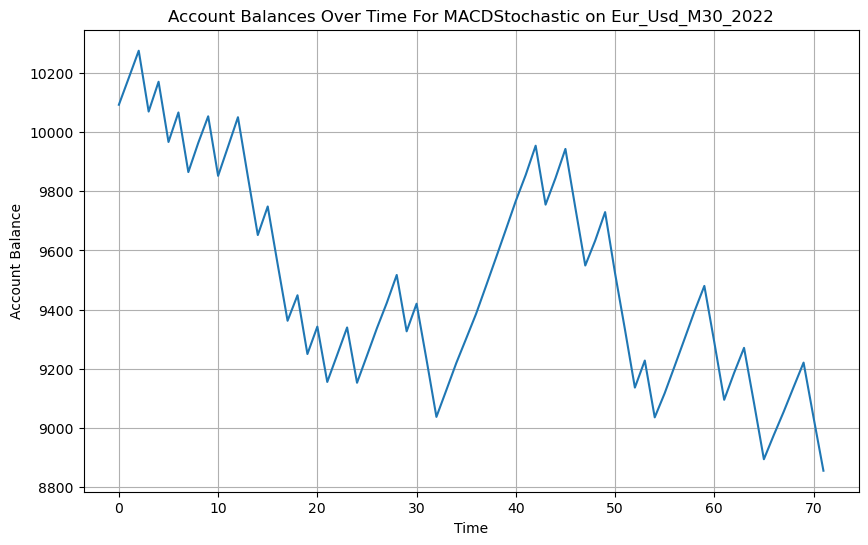 Account Balances Over Time For MACDStochastic on Eur_Usd_M30_2022
10200
10000
9800
9600
9400
9200
9000
8800
Account Balance
0 10 20 30 40 50 60 70
Time